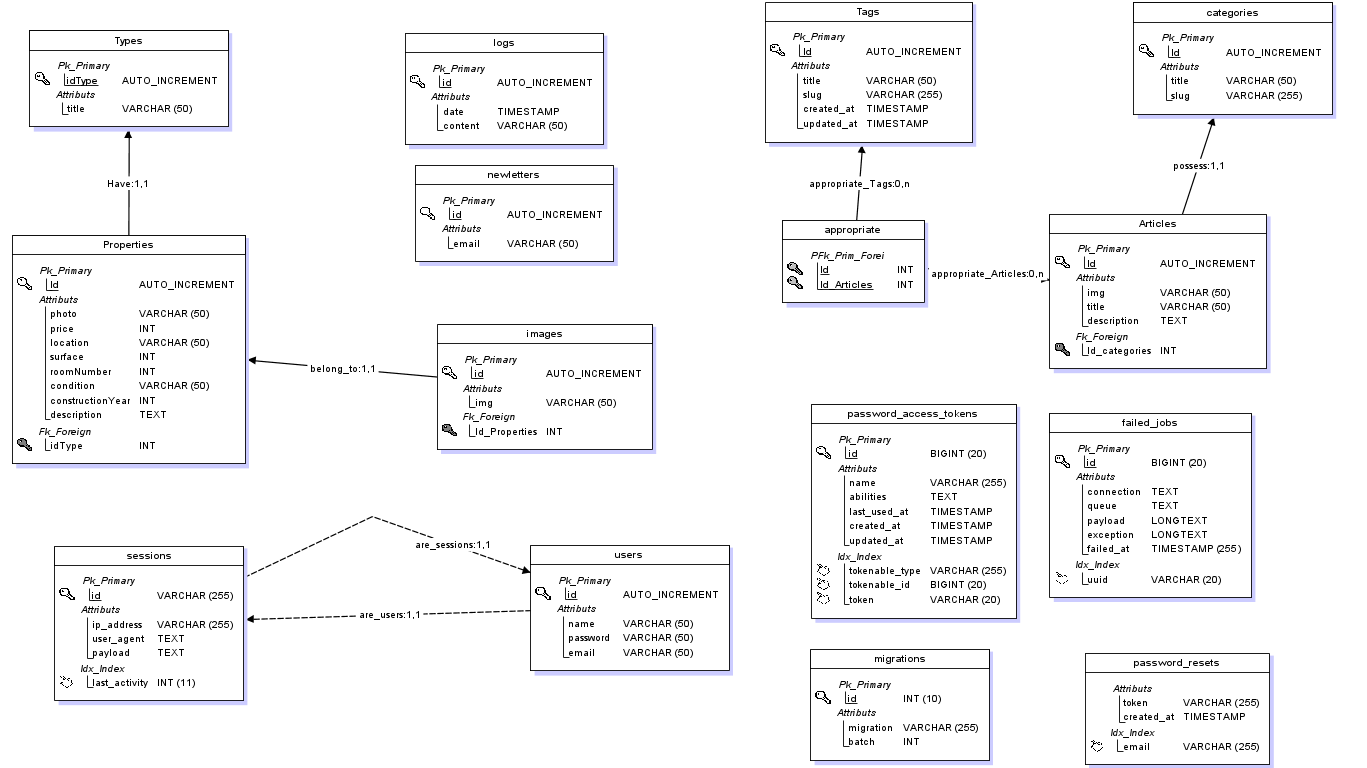 Types
Pk_Primary
idType AUTO_INCREMENT
Attributs
title VARCHAR (50)
logs
Pk_Primary
id AUTO_INCREMENT
Attributs
date TIMESTAMP
content VARCHAR (50)
Tags
Pk_Primary
Id AUTO_INCREMENT
Attributs
title VARCHAR (50)
slug VARCHAR (255)
created_at TIMESTAMP
updated_at TIMESTAMP
categories
Pk_Primary
Id AUTO_INCREMENT
Attributs
title VARCHAR (50)
slug VARCHAR (255)
Have:1,1
newletters
Pk_Primary
id AUTO_INCREMENT
Attributs
email VARCHAR (50)
appropriate_Tags:0,n
possess:1,1
Properties
Pk_Primary
Id AUTO_INCREMENT
Attributs
photo VARCHAR (50)
price INT
location VARCHAR (50)
surface INT
roomNumber INT
condition VARCHAR (50)
constructionYear INT
description TEXT
Fk_Foreign
idType INT
appropriate
PFk_Prim_Forei
Id INT
Id_Articles INT
appropriate_Articles:0,n
Articles
Pk_Primary
Id AUTO_INCREMENT
Attributs
img VARCHAR (50)
title VARCHAR (50)
description TEXT
Fk_Foreign
Id_categories INT
belong_to:1,1
images
Pk_Primary
id AUTO_INCREMENT
Attributs
img VARCHAR (50)
Fk_Foreign
Id_Properties INT
password_access_tokens
Pk_Primary
id BIGINT (20)
Attributs
name VARCHAR (255)
abilities TEXT
last_used_at TIMESTAMP
created_at TIMESTAMP
updated_at TIMESTAMP
Idx_Index
tokenable_type VARCHAR (255)
tokenable_id BIGINT (20)
token VARCHAR (20)
failed_jobs
Pk_Primary
id BIGINT (20)
Attributs
connection TEXT
queue TEXT
payload LONGTEXT
exception LONGTEXT
failed_at TIMESTAMP (255)
Idx_Index
uuid VARCHAR (20)
sessions
Pk_Primary
id VARCHAR (255)
Attributs
ip_address VARCHAR (255)
user_agent TEXT
payload TEXT
Idx_Index
last_activity INT (11)
are_sessions:1,1
are_users:1,1
users
Pk_Primary
id AUTO_INCREMENT
Attributs
name VARCHAR (50)
password VARCHAR (50)
email VARCHAR (50)
migrations
Pk_Primary
id INT (10)
Attributs
migration VARCHAR (255)
batch INT
password_resets
Attributs
token VARCHAR (255)
created_at TIMESTAMP
Idx_Index
email VARCHAR (255)